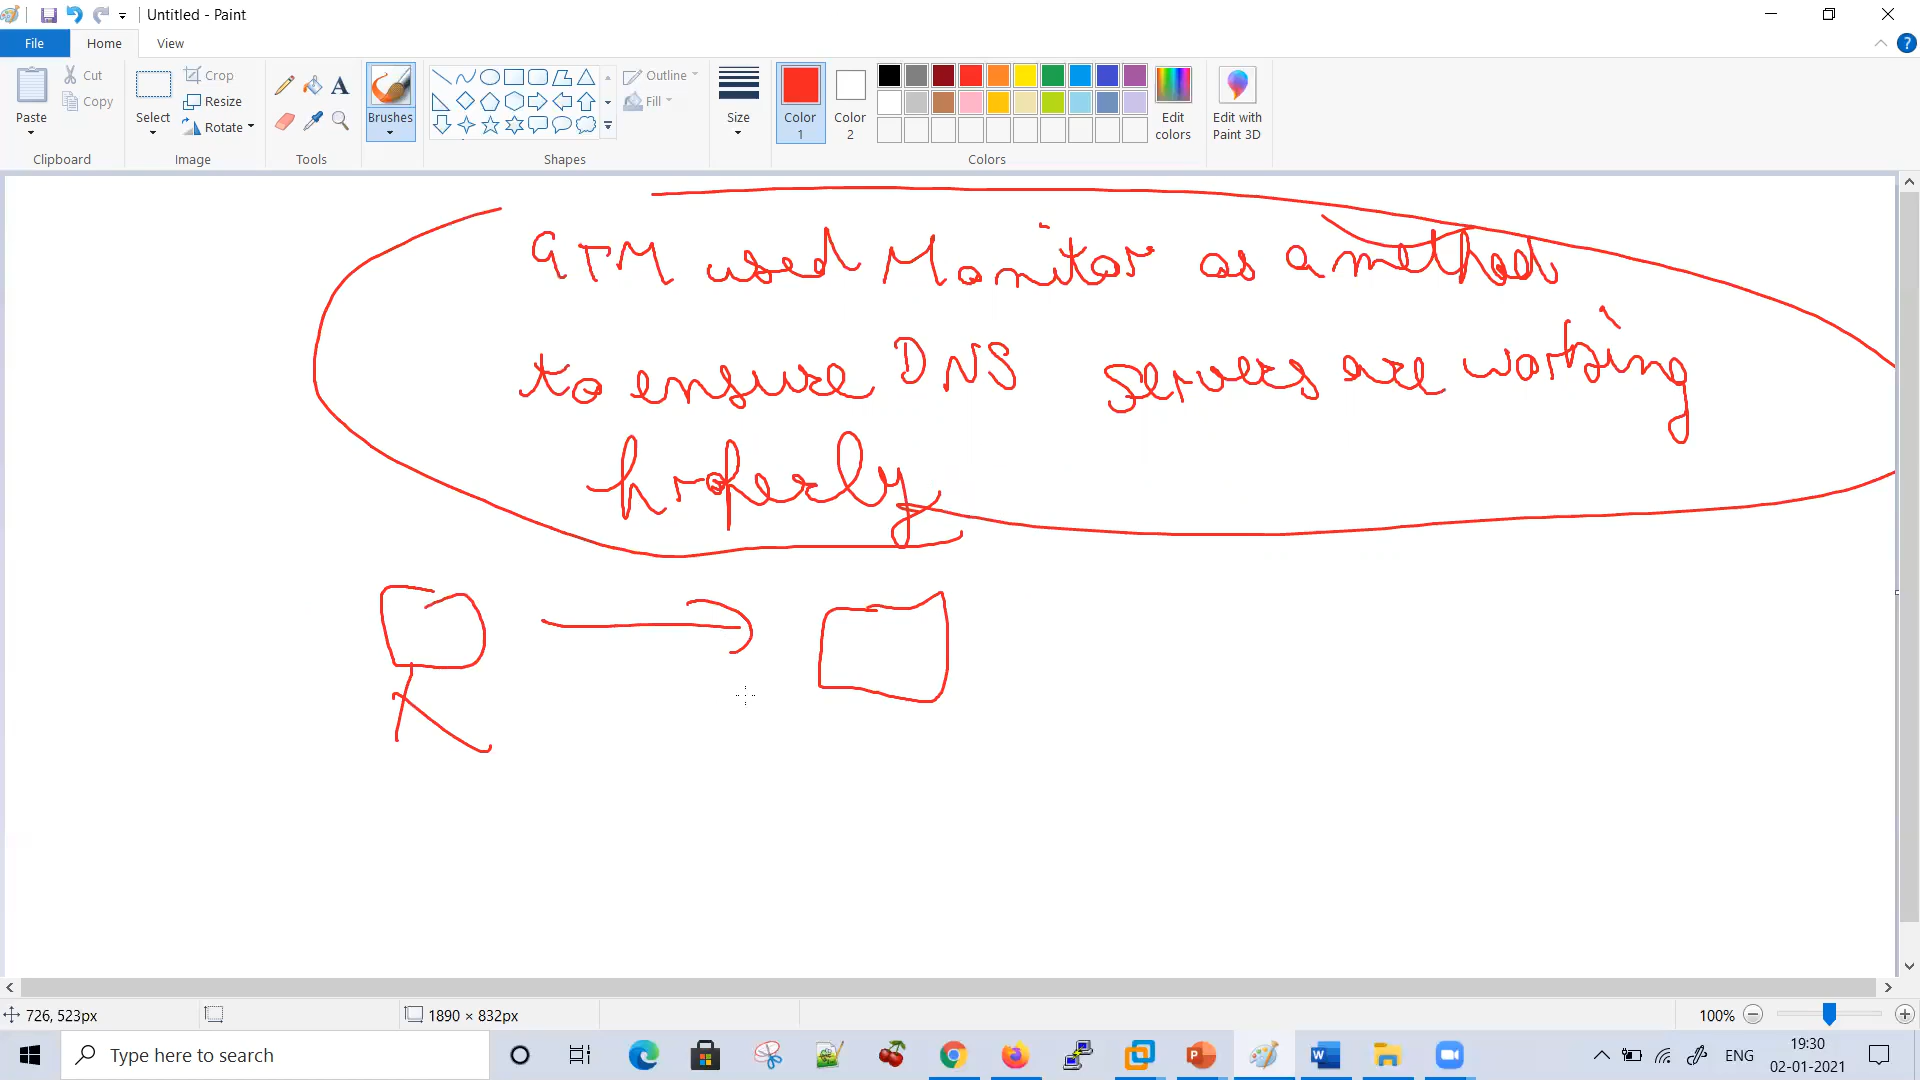 Untitled - Paint
File Home View
Paste
Cut
Copy
Clipboard
Select
Crop
Resize
Rotate
Image
Tools
Brushes
Shapes
Outline
Fill
Size
Color 1
Color 2
Colors
Edit colors
Edit with Paint 3D
GTM used Monitor as a method
to ensure DNS servers are working
properly
726, 523px
1890 × 832px
100%
Type here to search
ENG
19:30
02-01-2021